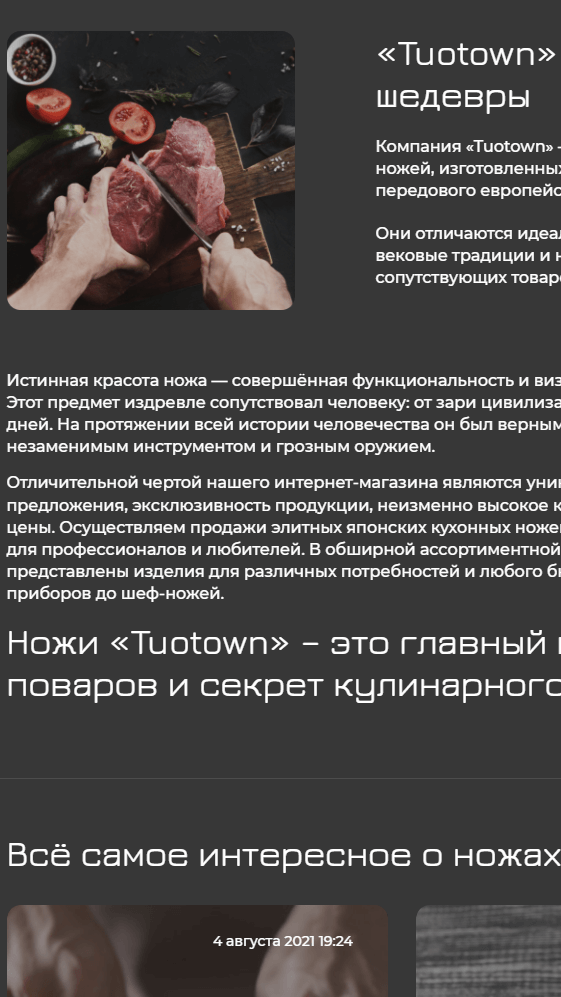 «Tuotown»
шедевры
Компания «Tuotown» -
ножей, изготовленных
передового европейс
Они отличаются идеал
вековые традиции и н
сопутствующих товаро
Истинная красота ножа — совершённая функциональность и виз
Этот предмет издревле сопутствовал человеку: от зари цивилиза
дней. На протяжении всей истории человечества он был верным
незаменимым инструментом и грозным оружием.
Отличительной чертой нашего интернет-магазина являются уник
предложения, эксклюзивность продукции, неизменно высокое к
цены. Осуществляем продажи элитных японских кухонных ножей
для профессионалов и любителей. В обширной ассортиментной
представлены изделия для различных потребностей и любого бю
приборов до шеф-ножей.
Ножи «Tuotown» – это главный
поваров и секрет кулинарного
Всё самое интересное о ножах
4 августа 2021 19:24